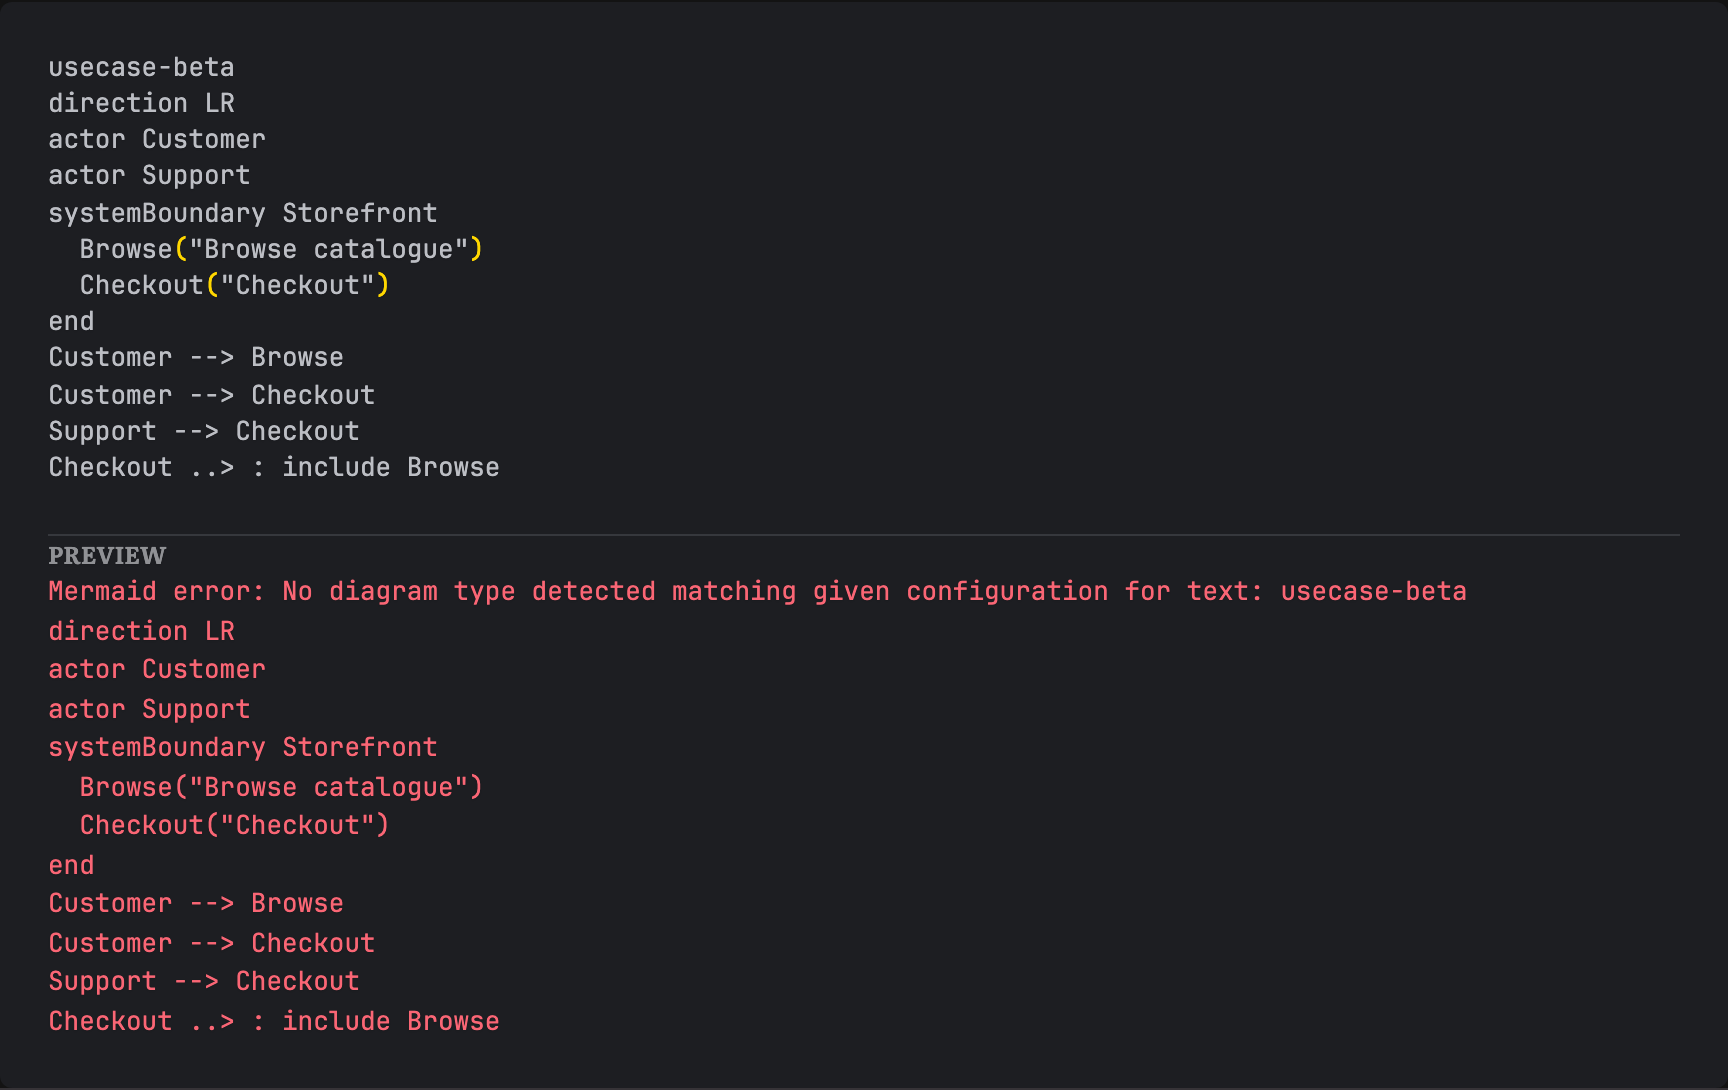 usecase-beta
direction LR
actor Customer
actor Support
systemBoundary Storefront
  Browse("Browse catalogue")
  Checkout("Checkout")
end
Customer --> Browse
Customer --> Checkout
Support --> Checkout
Checkout ..> : include Browse
PREVIEW
Mermaid error: No diagram type detected matching given configuration for text: usecase-beta
direction LR
actor Customer
actor Support
systemBoundary Storefront
  Browse("Browse catalogue")
  Checkout("Checkout")
end
Customer --> Browse
Customer --> Checkout
Support --> Checkout
Checkout ..> : include Browse